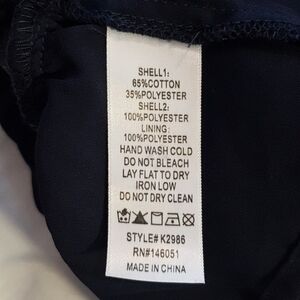 SHELL1:
65%COTTON
35%POLYESTER
SHELL2:
100%POLYESTER
LINING:
100%POLYESTER
HAND WASH COLD
DO NOT BLEACH
LAY FLAT TO DRY
IRON LOW
DO NOT DRY CLEAN
STYLE# K2986
RN#146051
MADE IN CHINA